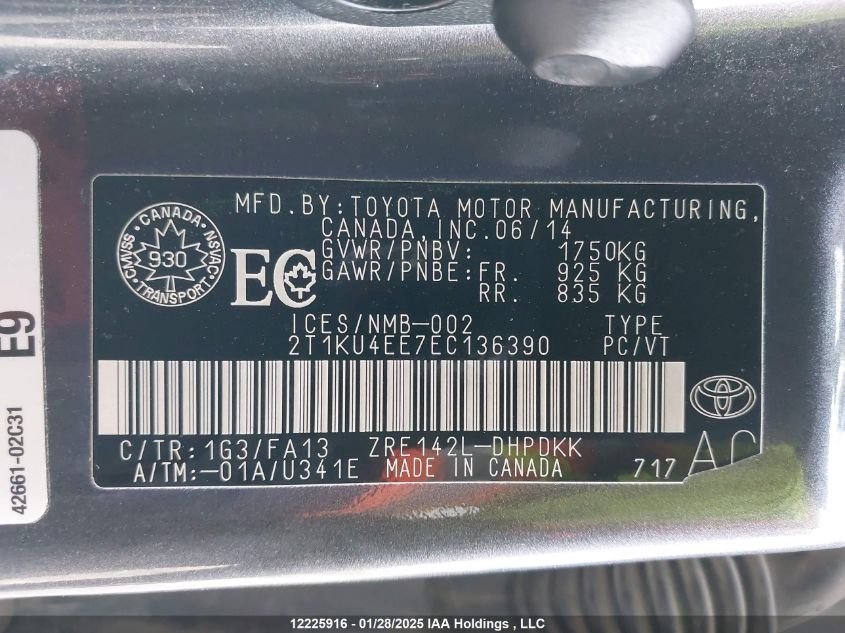 MFD.BY:TOYOTA MOTOR MANUFACTURING,
CANADA, INC.06/14
GVWR/PNBV: 1750KG
GAWR/PNBE:FR. 925 KG
RR. 835 KG
CANADA
CMVSS 930 NSVAC
TRANSPORT
EC
ICES/NMB-002 TYPE
2T1KU4EE7EC136390 PC/VT
C/TR:1G3/FA13 ZRE142L-DHPDKK
A/TM:-01A/U341E MADE IN CANADA 717 AC
E9
42661-02C31
12225916 - 01/28/2025 IAA Holdings , LLC